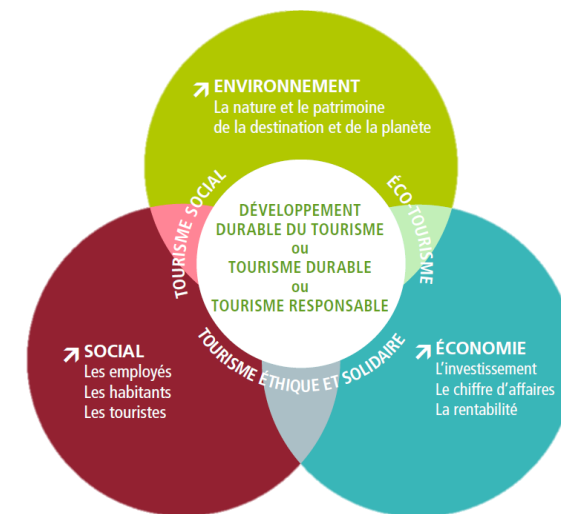 ENVIRONNEMENT
La nature et le patrimoine
de la destination et de la planète
TOURISME SOCIAL
ÉCO-TOURISME
DÉVELOPPEMENT
DURABLE DU TOURISME
ou
TOURISME DURABLE
ou
TOURISME RESPONSABLE
TOURISME ÉTHIQUE ET SOLIDAIRE
SOCIAL
Les employés
Les habitants
Les touristes
ÉCONOMIE
L’investissement
Le chiffre d’affaires
La rentabilité